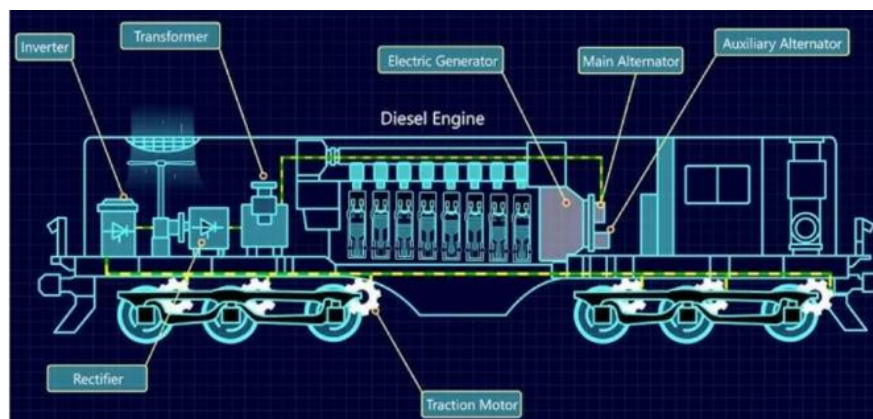 Transformer
Inverter
Electric Generator
Main Alternator
Auxiliary Alternator
Diesel Engine
Rectifier
Traction Motor